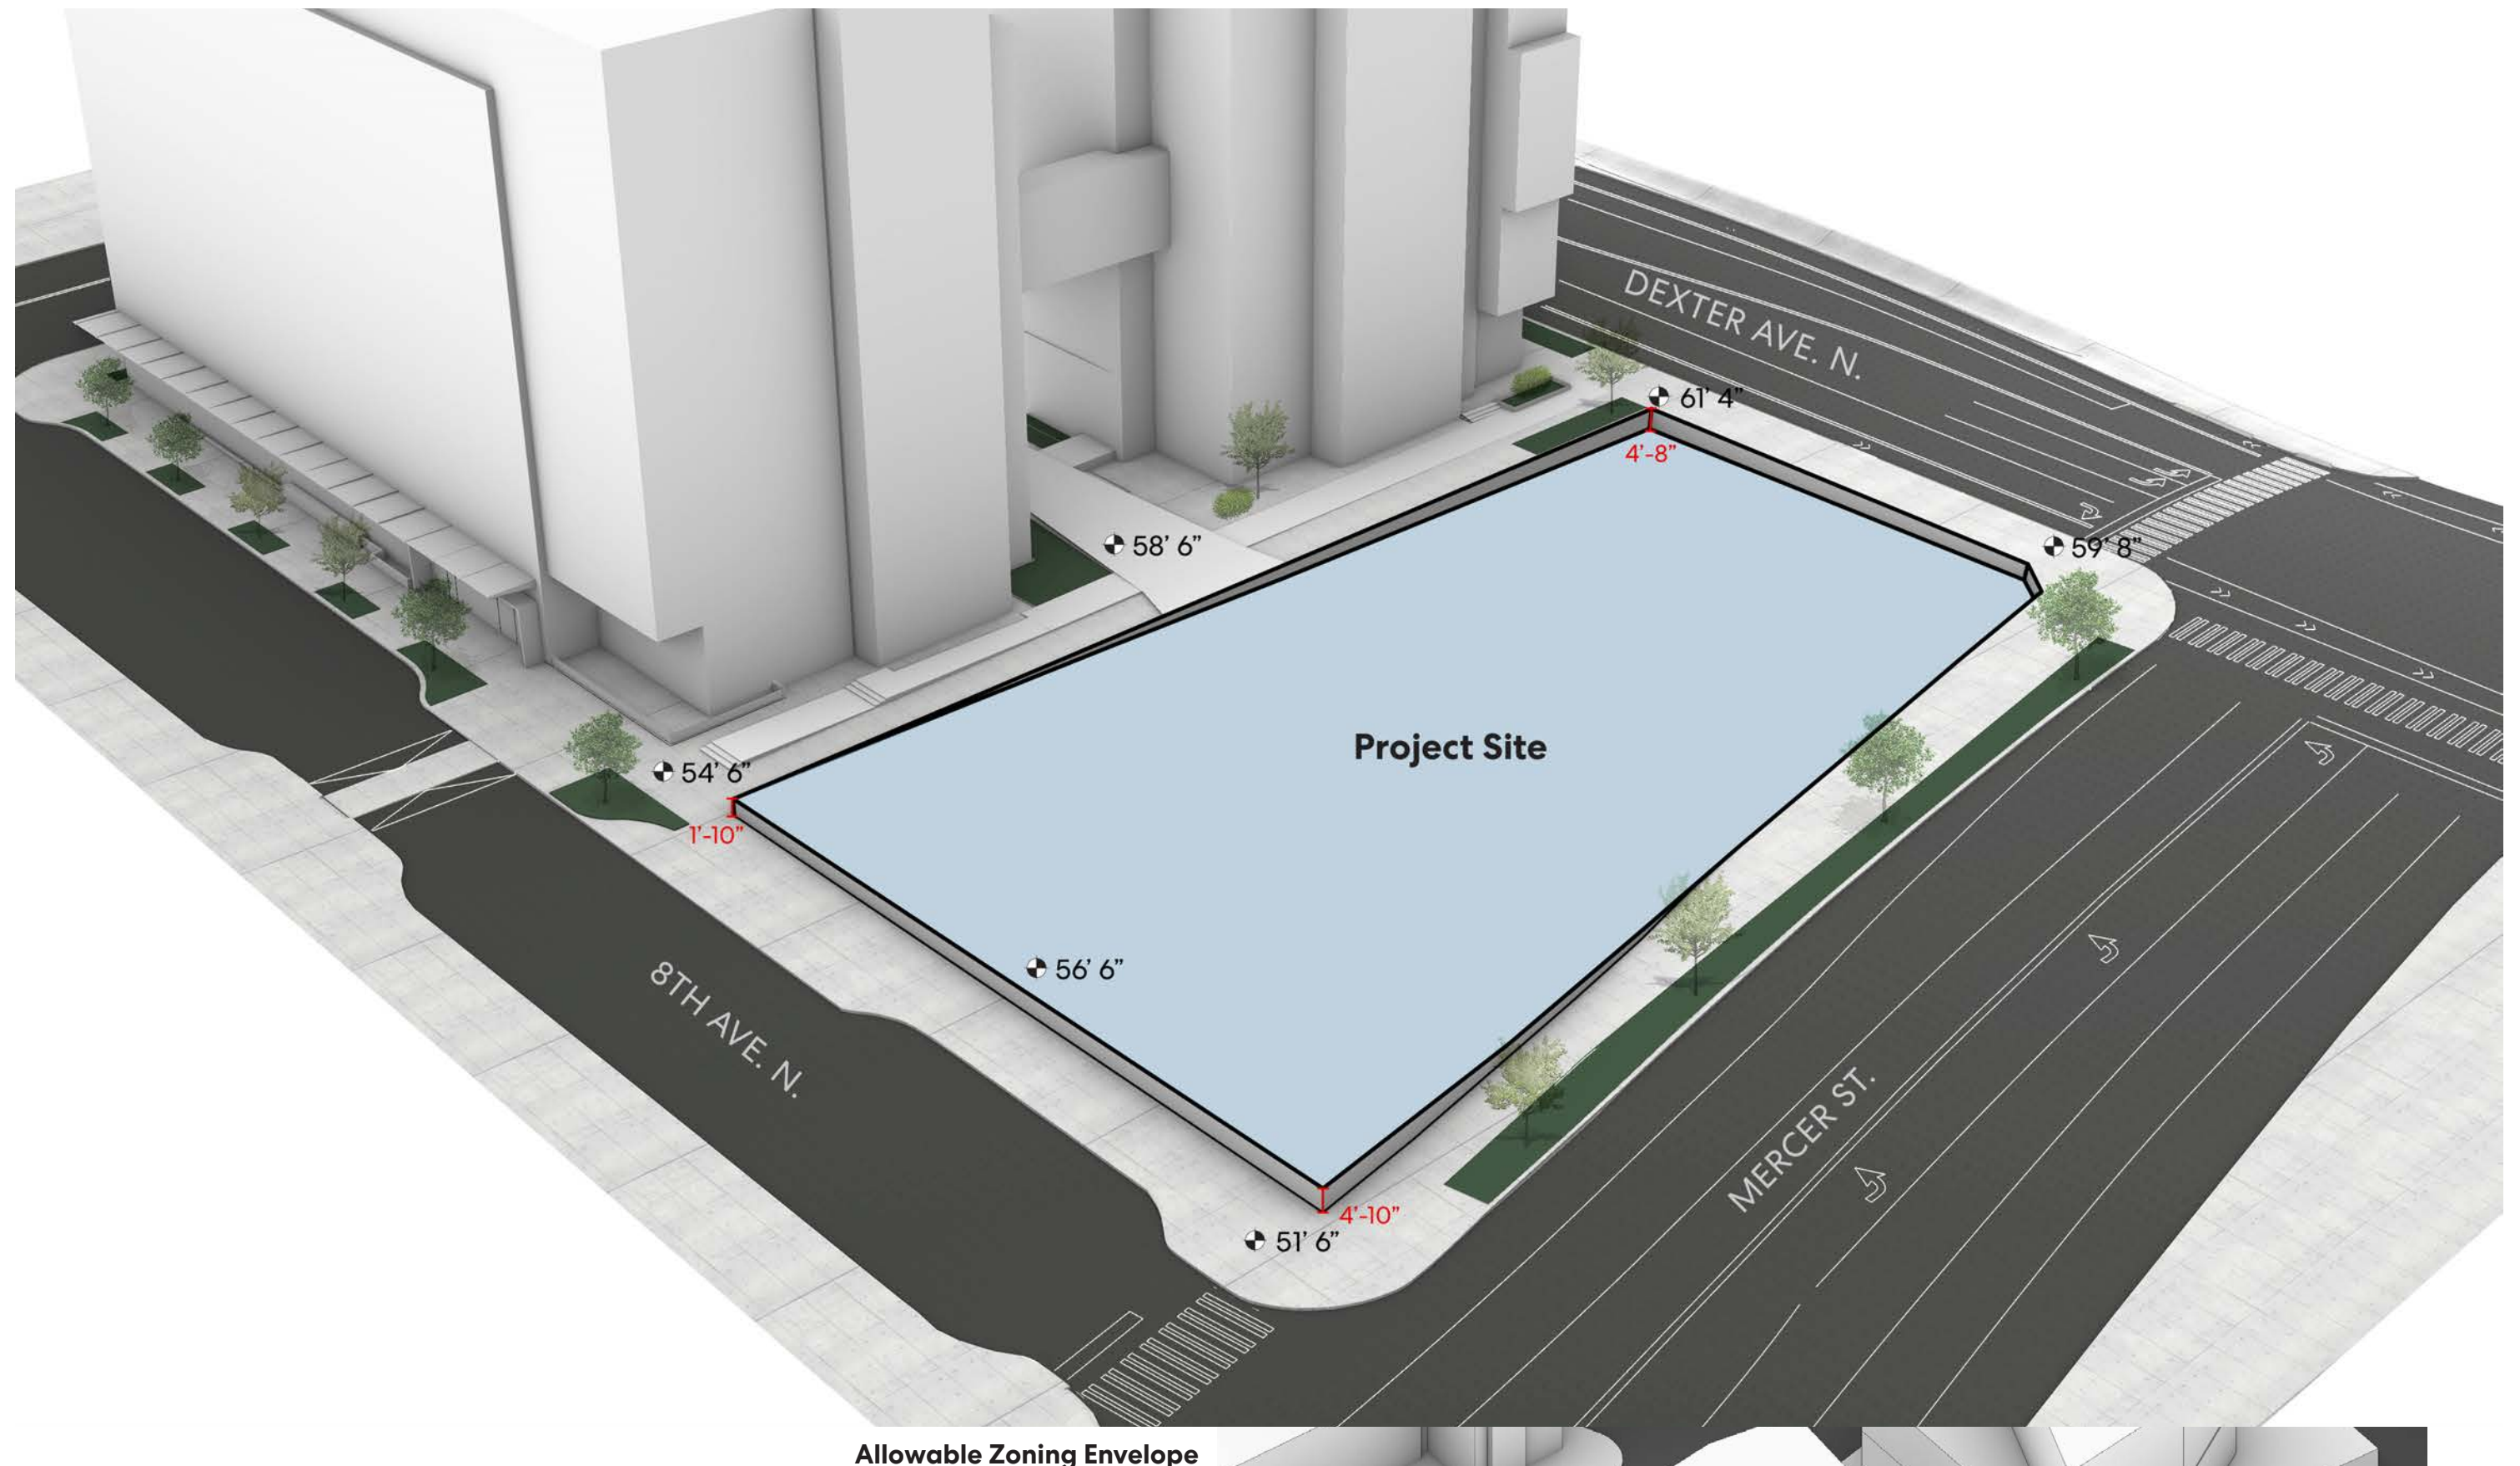 DEXTER AVE. N.
61' 4"
4'-8"
59' 8"
58' 6"
Project Site
54' 6"
1'-10"
56' 6"
8TH AVE. N.
MERCER ST.
4'-10"
51' 6"
Allowable Zoning Envelope